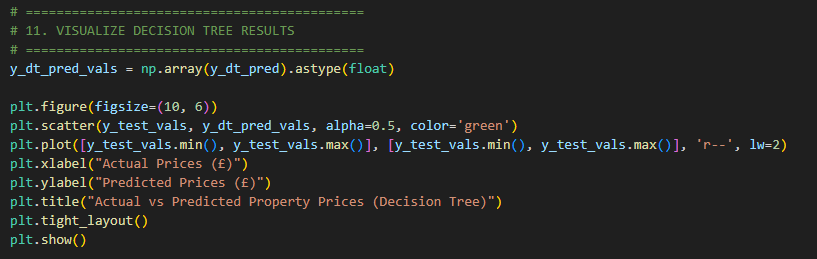 # ==========================================
# 11. VISUALIZE DECISION TREE RESULTS
# ==========================================
y_dt_pred_vals = np.array(y_dt_pred).astype(float)
plt.figure(figsize=(10, 6))
plt.scatter(y_test_vals, y_dt_pred_vals, alpha=0.5, color='green')
plt.plot([y_test_vals.min(), y_test_vals.max()], [y_test_vals.min(), y_test_vals.max()], 'r--', lw=2)
plt.xlabel("Actual Prices (£)")
plt.ylabel("Predicted Prices (£)")
plt.title("Actual vs Predicted Property Prices (Decision Tree)")
plt.tight_layout()
plt.show()